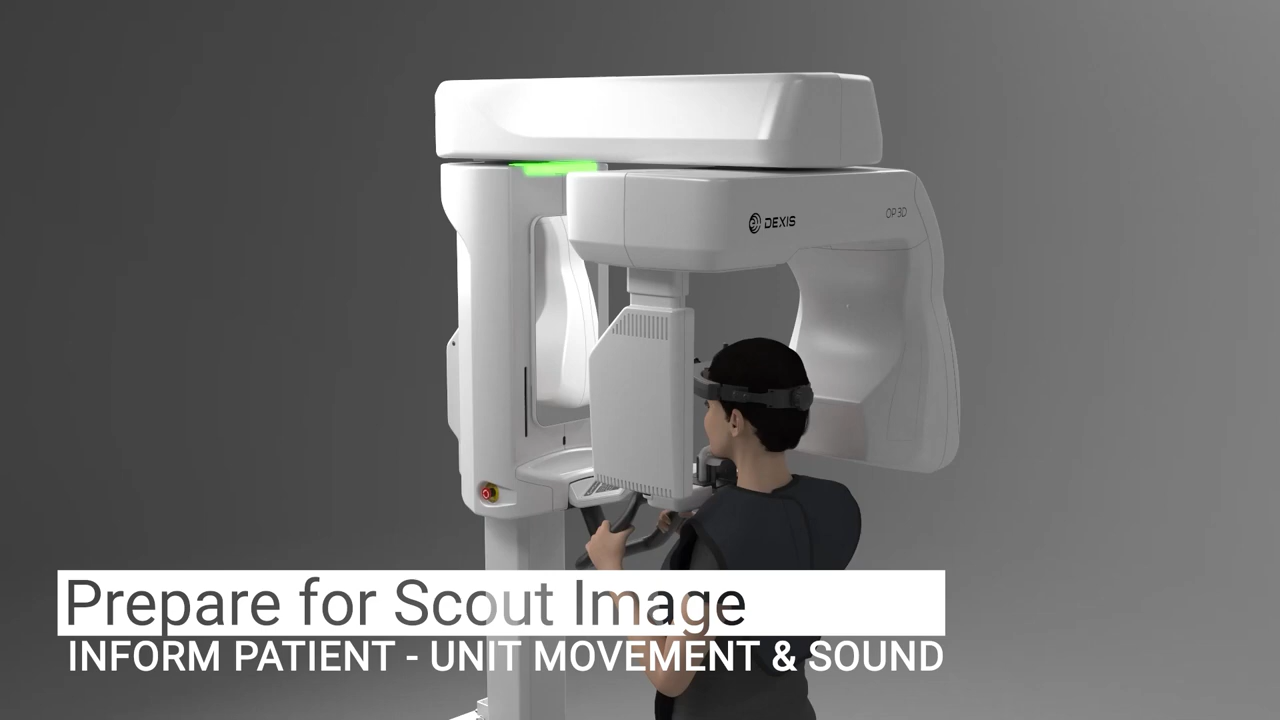 DEXIS
OP 3D
Prepare for Scout Image
INFORM PATIENT - UNIT MOVEMENT & SOUND